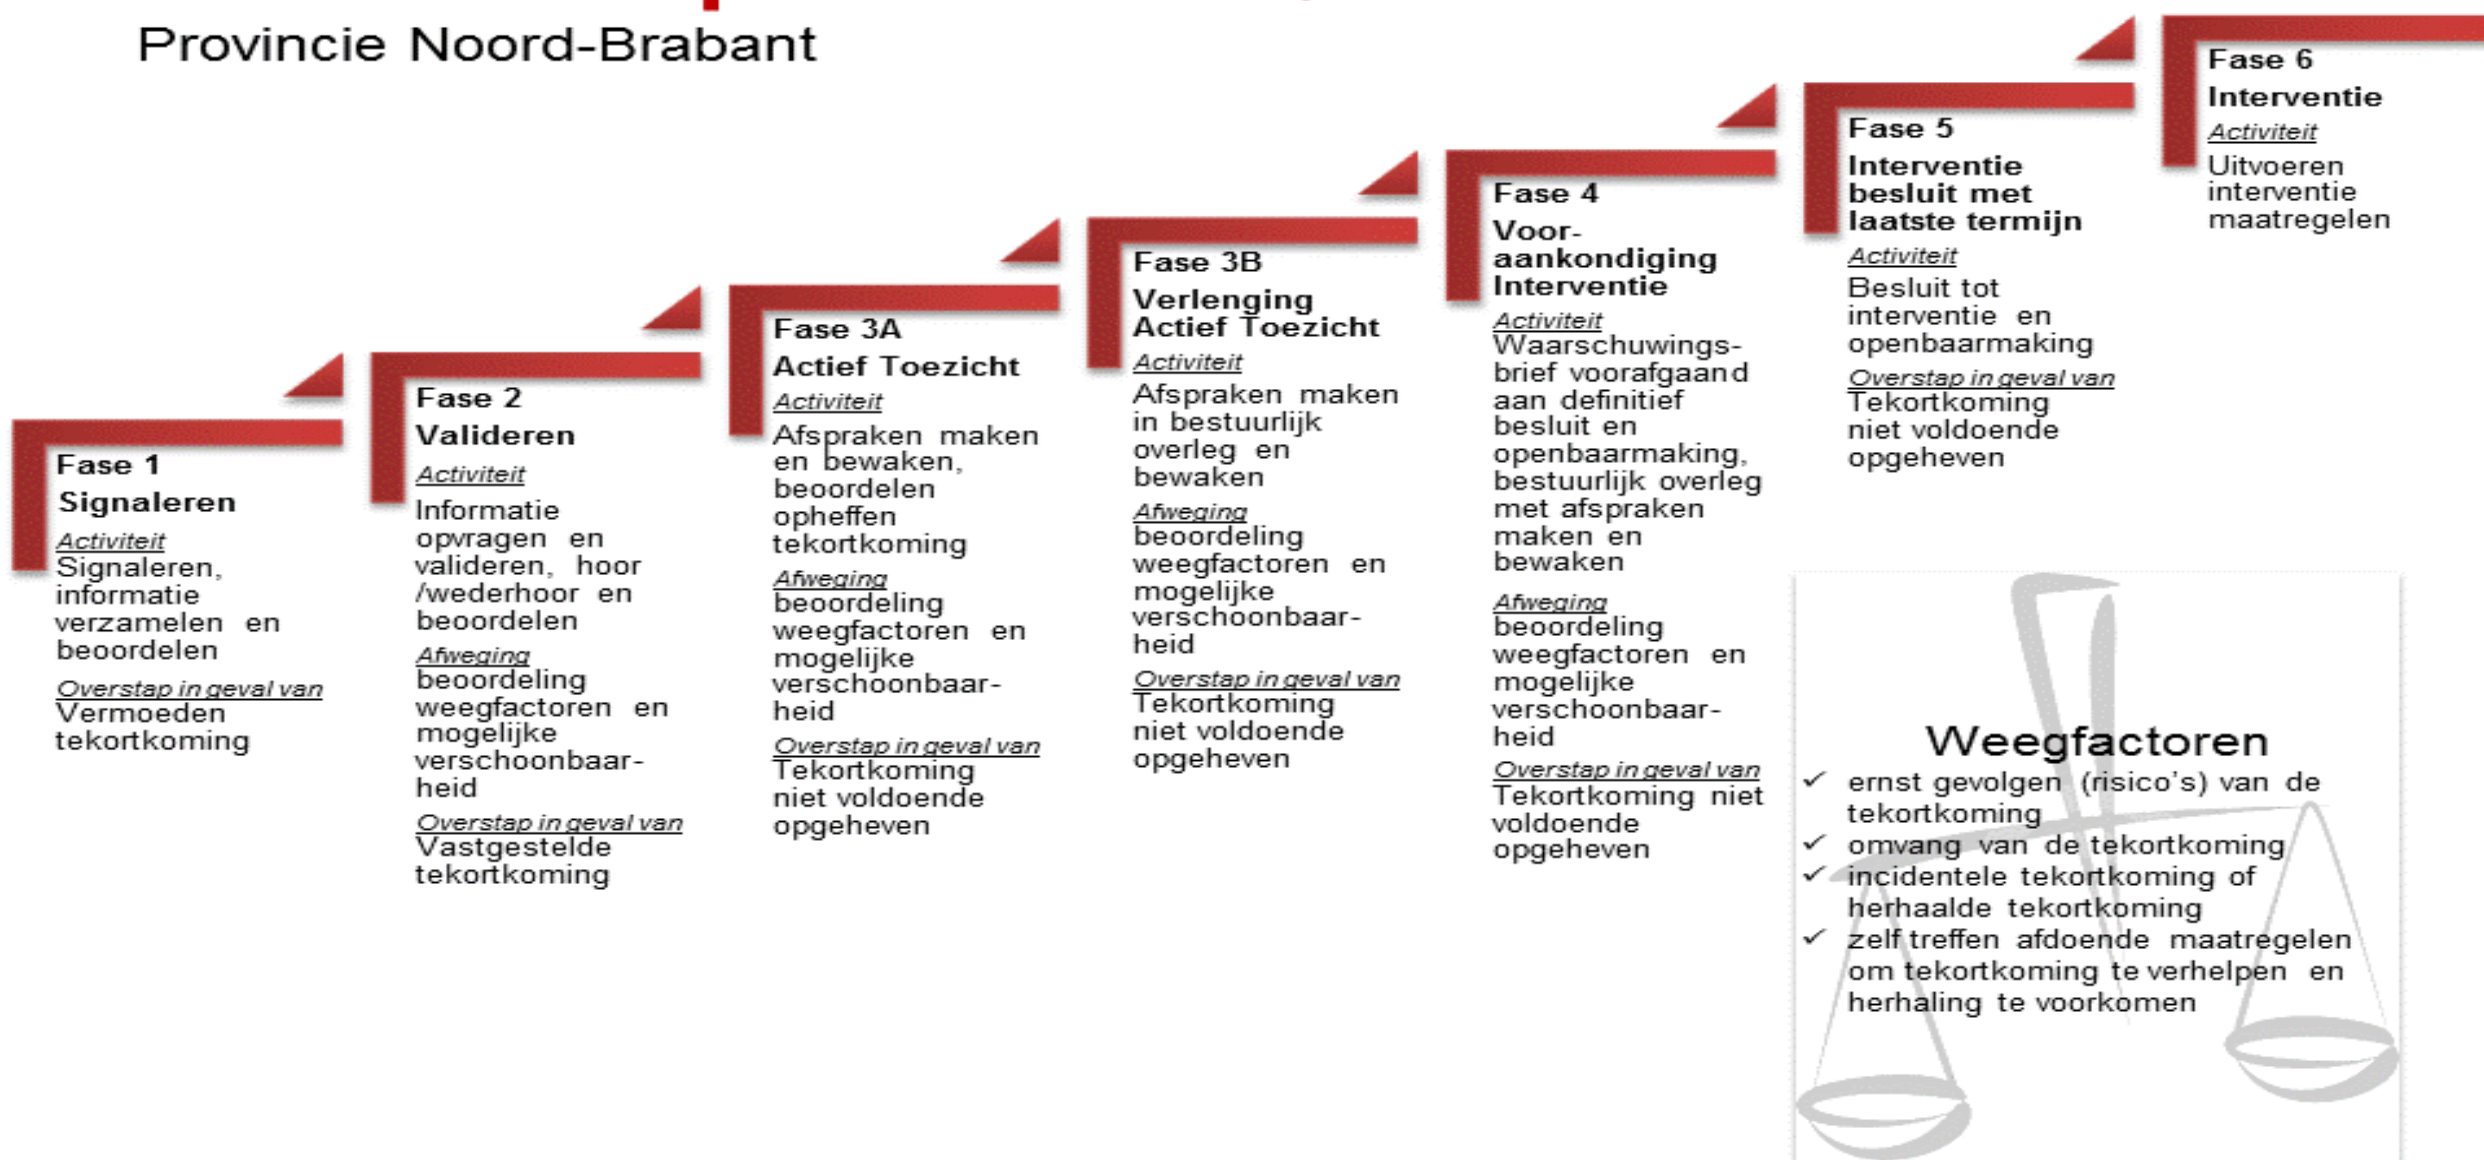 Provincie Noord-Brabant
Fase 1
Signaleren
Activiteit
Signaleren,
informatie
verzamelen en
beoordelen
Overstap in geval van
Vermoeden
tekortkoming
Fase 2
Valideren
Activiteit
Informatie
opvragen en
valideren, hoor
/wederhoor en
beoordelen
Afweging
beoordeling
weegfactoren en
mogelijke
verschoonbaar-
heid
Overstap in geval van
Vastgestelde
tekortkoming
Fase 3A
Actief Toezicht
Activiteit
Afspraken maken
en bewaken,
beoordelen
opheffen
tekortkoming
Afweging
beoordeling
weegfactoren en
mogelijke
verschoonbaar-
heid
Overstap in geval van
Tekortkoming
niet voldoende
opgeheven
Fase 3B
Verlenging
Actief Toezicht
Activiteit
Afspraken maken
in bestuurlijk
overleg en
bewaken
Afweging
beoordeling
weegfactoren en
mogelijke
verschoonbaar-
heid
Overstap in geval van
Tekortkoming
niet voldoende
opgeheven
Fase 4
Voor-
aankondiging
Interventie
Activiteit
Waarschuwings-
brief voorafgaand
aan definitief
besluit en
openbaarmaking,
bestuurlijk overleg
met afspraken
maken en
bewaken
Afweging
beoordeling
weegfactoren en
mogelijke
verschoonbaar-
heid
Overstap in geval van
Tekortkoming niet
voldoende
opgeheven
Fase 5
Interventie
besluit met
laatste termijn
Activiteit
Besluit tot
interventie en
openbaarmaking
Overstap in geval van
Tekortkoming
niet voldoende
opgeheven
Fase 6
Interventie
Activiteit
Uitvoeren
interventie
maatregelen
Weegfactoren
✓ ernst gevolgen (risico's) van de
tekortkoming
✓ omvang van de tekortkoming
✓ incidentele tekortkoming of
herhaalde tekortkoming
✓ zelf treffen afdoende maatregelen
om tekortkoming te verhelpen en
herhaling te voorkomen